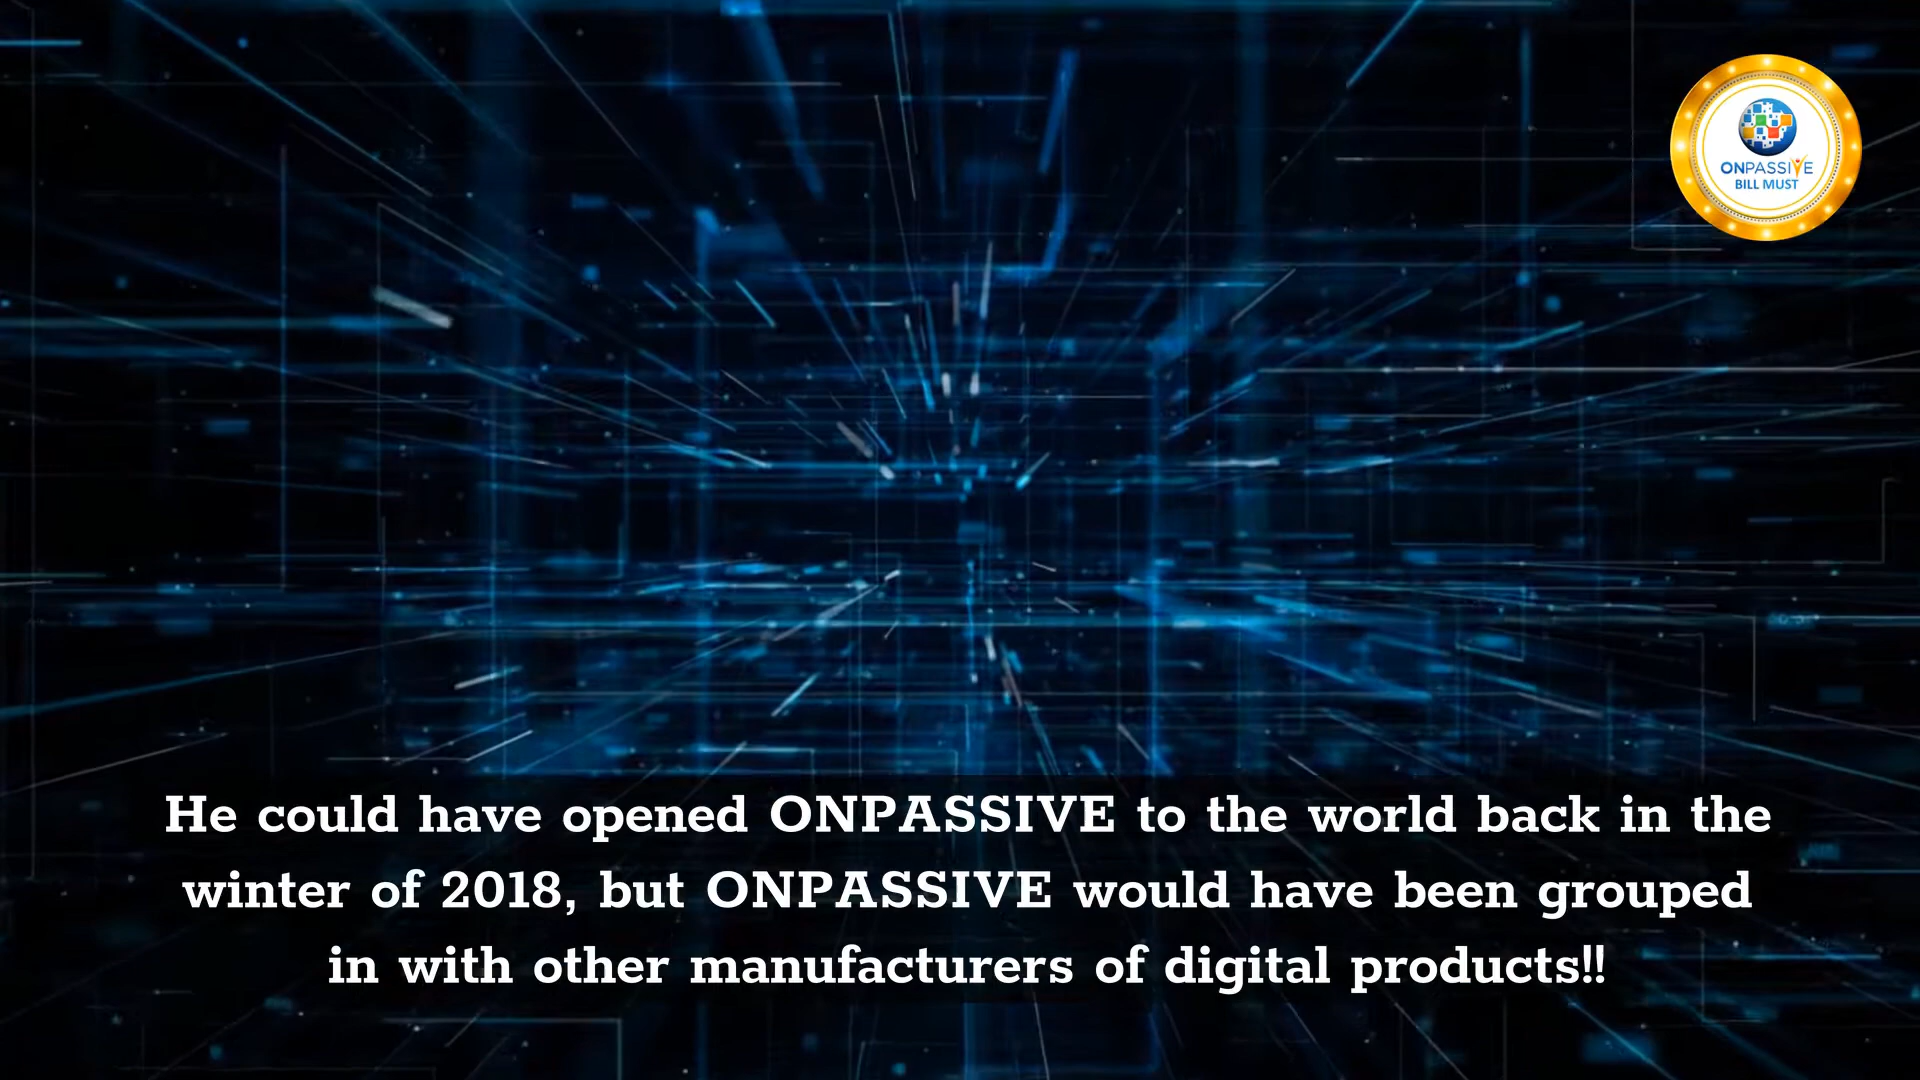 ONPASSIVE
BILL MUST
He could have opened ONPASSIVE to the world back in the
winter of 2018, but ONPASSIVE would have been grouped
in with other manufacturers of digital products!!